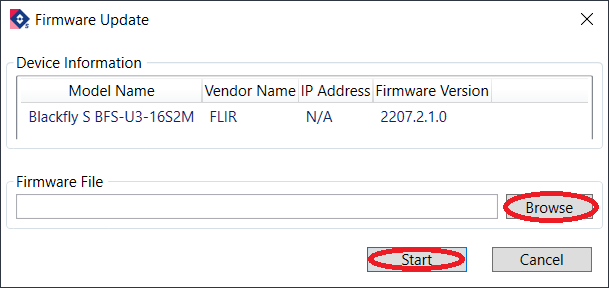 Firmware Update
Device Information
Model Name Vendor Name IP Address Firmware Version
Blackfly S BFS-U3-16S2M FLIR N/A 2207.2.1.0
Firmware File
Browse
Start Cancel